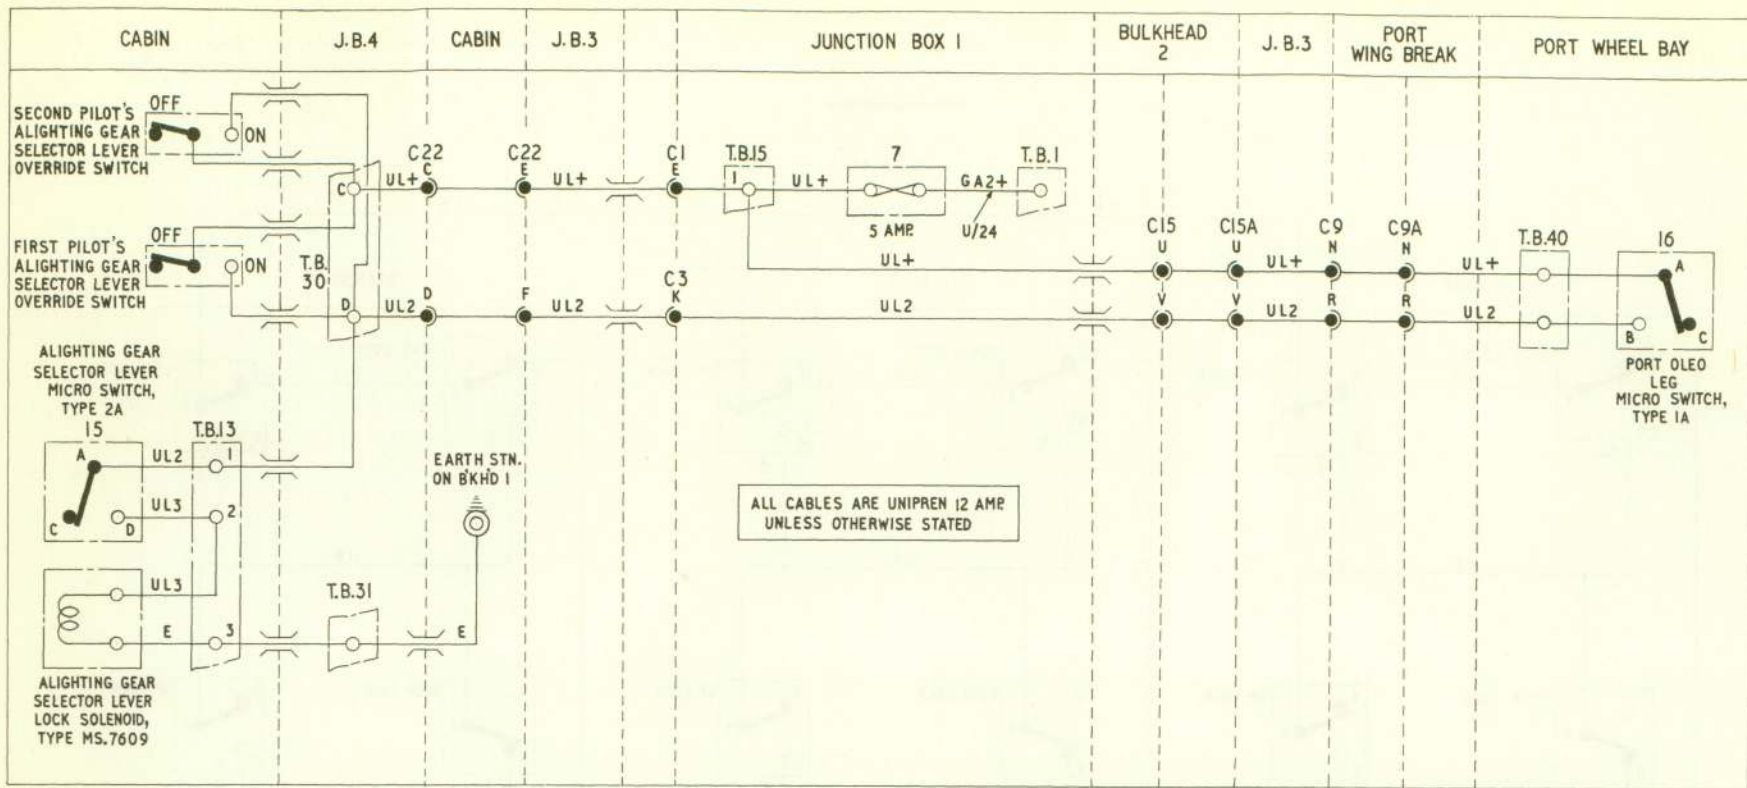 CABIN
J.B.4
CABIN
J.B.3
JUNCTION BOX 1
BULKHEAD
2
J.B.3
PORT
WING BREAK
PORT WHEEL BAY
SECOND PILOT'S
ALIGHTING GEAR
SELECTOR LEVER
OVERRIDE SWITCH
OFF
ON
FIRST PILOT'S
ALIGHTING GEAR
SELECTOR LEVER
OVERRIDE SWITCH
OFF
ON
T.B.
30
C
D
UL+
UL2
C22
C
D
C22
E
F
UL+
UL2
C1
E
C3
K
T.B.15
1
UL+
7
5 AMP.
GA2+
U/24
T.B.1
UL+
UL2
C15
U
V
C15A
U
V
UL+
UL2
C9
N
R
C9A
N
R
UL+
UL2
T.B.40
16
A
B
C
PORT OLEO
LEG
MICRO SWITCH,
TYPE 1A
ALIGHTING GEAR
SELECTOR LEVER
MICRO SWITCH,
TYPE 2A
15
A
C
D
UL2
UL3
T.B.13
1
2
3
UL3
E
ALIGHTING GEAR
SELECTOR LEVER
LOCK SOLENOID,
TYPE MS.7609
T.B.31
E
EARTH STN.
ON B'KHD 1
ALL CABLES ARE UNIPREN 12 AMP.
UNLESS OTHERWISE STATED